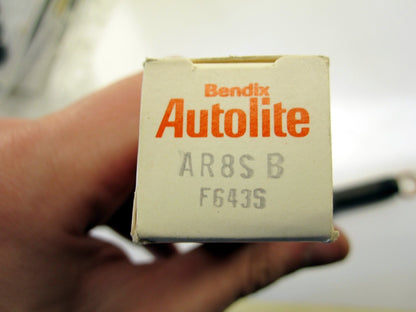 Bendix
Autolite
AR8S B
F643S